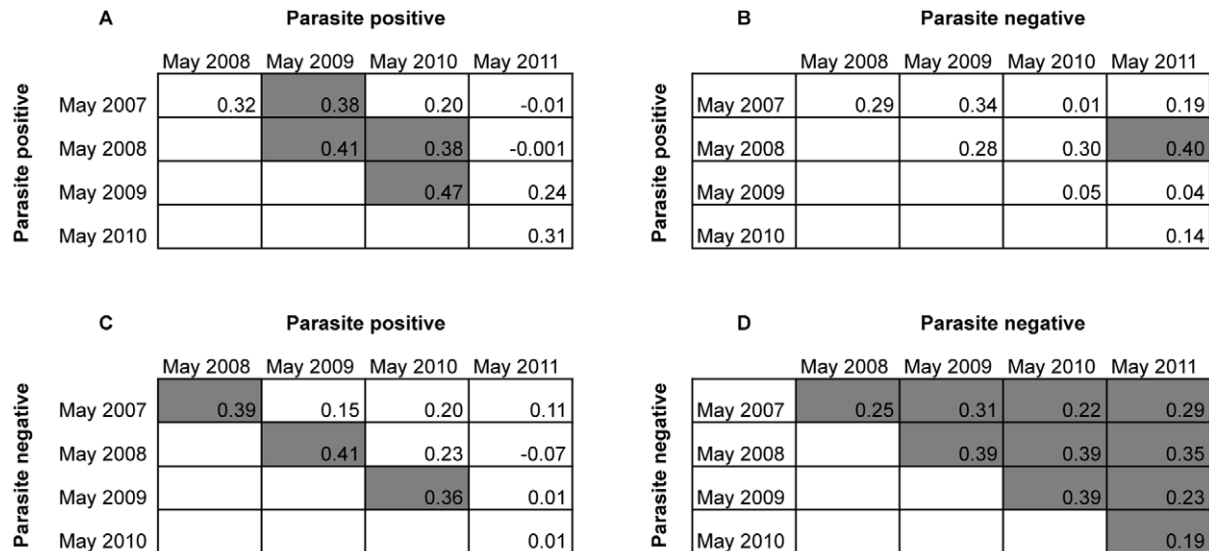 A Parasite positive
May 2008 May 2009 May 2010 May 2011
Parasite positive
May 2007 0.32 0.38 0.20 -0.01
May 2008 0.41 0.38 -0.001
May 2009 0.47 0.24
May 2010 0.31
B Parasite negative
May 2008 May 2009 May 2010 May 2011
Parasite positive
May 2007 0.29 0.34 0.01 0.19
May 2008 0.28 0.30 0.40
May 2009 0.05 0.04
May 2010 0.14
C Parasite positive
May 2008 May 2009 May 2010 May 2011
Parasite negative
May 2007 0.39 0.15 0.20 0.11
May 2008 0.41 0.23 -0.07
May 2009 0.36 0.01
May 2010 0.01
D Parasite negative
May 2008 May 2009 May 2010 May 2011
Parasite negative
May 2007 0.25 0.31 0.22 0.29
May 2008 0.39 0.39 0.35
May 2009 0.39 0.23
May 2010 0.19